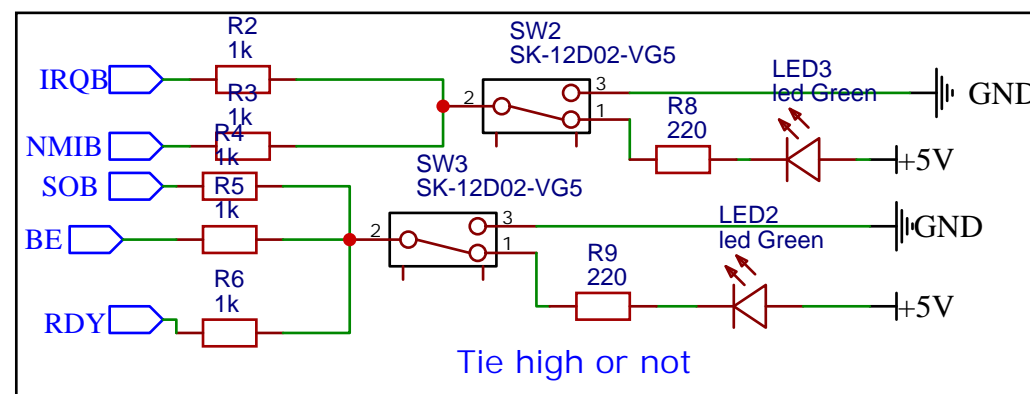 R2
1k
IRQB
R3
1k
NMIB
R4
1k
SOB
R5
1k
BE
R6
1k
RDY
SW2
SK-12D02-VG5
2
3
1
LED3
led Green
R8
220
GND
+5V
SW3
SK-12D02-VG5
2
3
1
LED2
led Green
R9
220
GND
+5V
Tie high or not